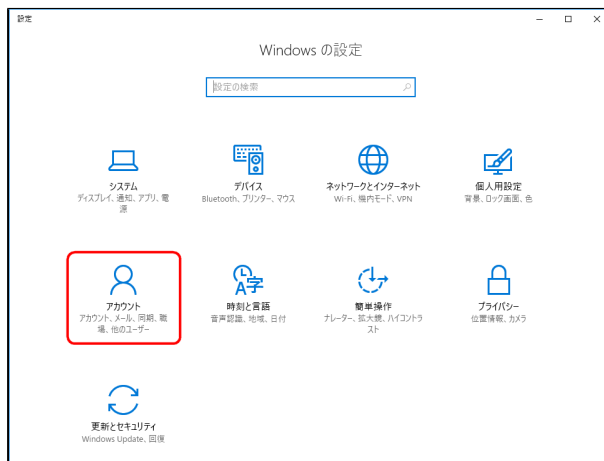 設定
Windows の設定
設定の検索
システム
ディスプレイ、通知、アプリ、電
源
デバイス
Bluetooth、プリンター、マウス
ネットワークとインターネット
Wi-Fi、機内モード、VPN
個人用設定
背景、ロック画面、色
アカウント
アカウント、メール、同期、職
場、他のユーザー
A字
時刻と言語
音声認識、地域、日付
簡単操作
ナレーター、拡大鏡、ハイコントラ
スト
プライバシー
位置情報、カメラ
更新とセキュリティ
Windows Update、回復